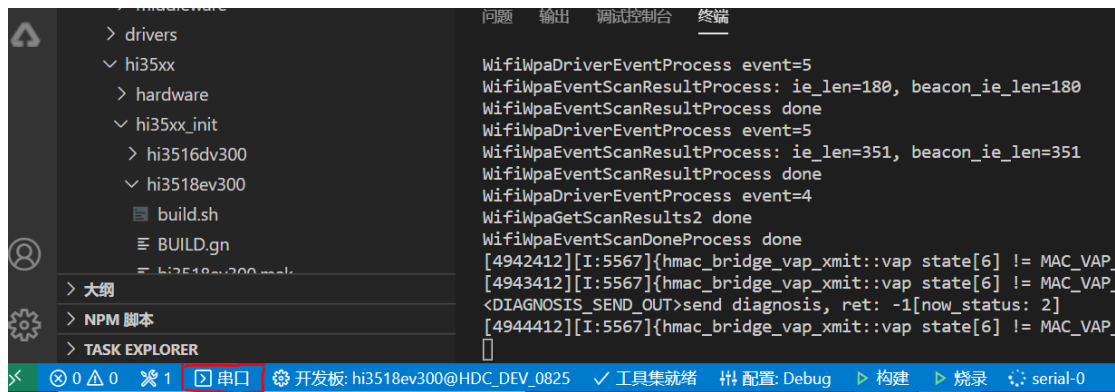 middleware
drivers
hi35xx
hardware
hi35xx_init
hi3516dv300
hi3518ev300
build.sh
BUILD.gn
大纲
NPM 脚本
TASK EXPLORER
问题 输出 调试控制台 终端
WifiWpaDriverEventProcess event=5
WifiWpaEventScanResultProcess: ie_len=180, beacon_ie_len=180
WifiWpaEventScanResultProcess done
WifiWpaDriverEventProcess event=5
WifiWpaEventScanResultProcess: ie_len=351, beacon_ie_len=351
WifiWpaEventScanResultProcess done
WifiWpaDriverEventProcess event=4
WifiWpaGetScanResults2 done
WifiWpaEventScanDoneProcess done
[4942412][I:5567]{hmac_bridge_vap_xmit::vap state[6] != MAC_VAP_
[4943412][I:5567]{hmac_bridge_vap_xmit::vap state[6] != MAC_VAP_
<DIAGNOSIS_SEND_OUT>send diagnosis, ret: -1[now_status: 2]
[4944412][I:5567]{hmac_bridge_vap_xmit::vap state[6] != MAC_VAP_
0 0 1 串口 开发板: hi3518ev300@HDC_DEV_0825 工具集就绪 配置: Debug 构建 烧录 serial-0